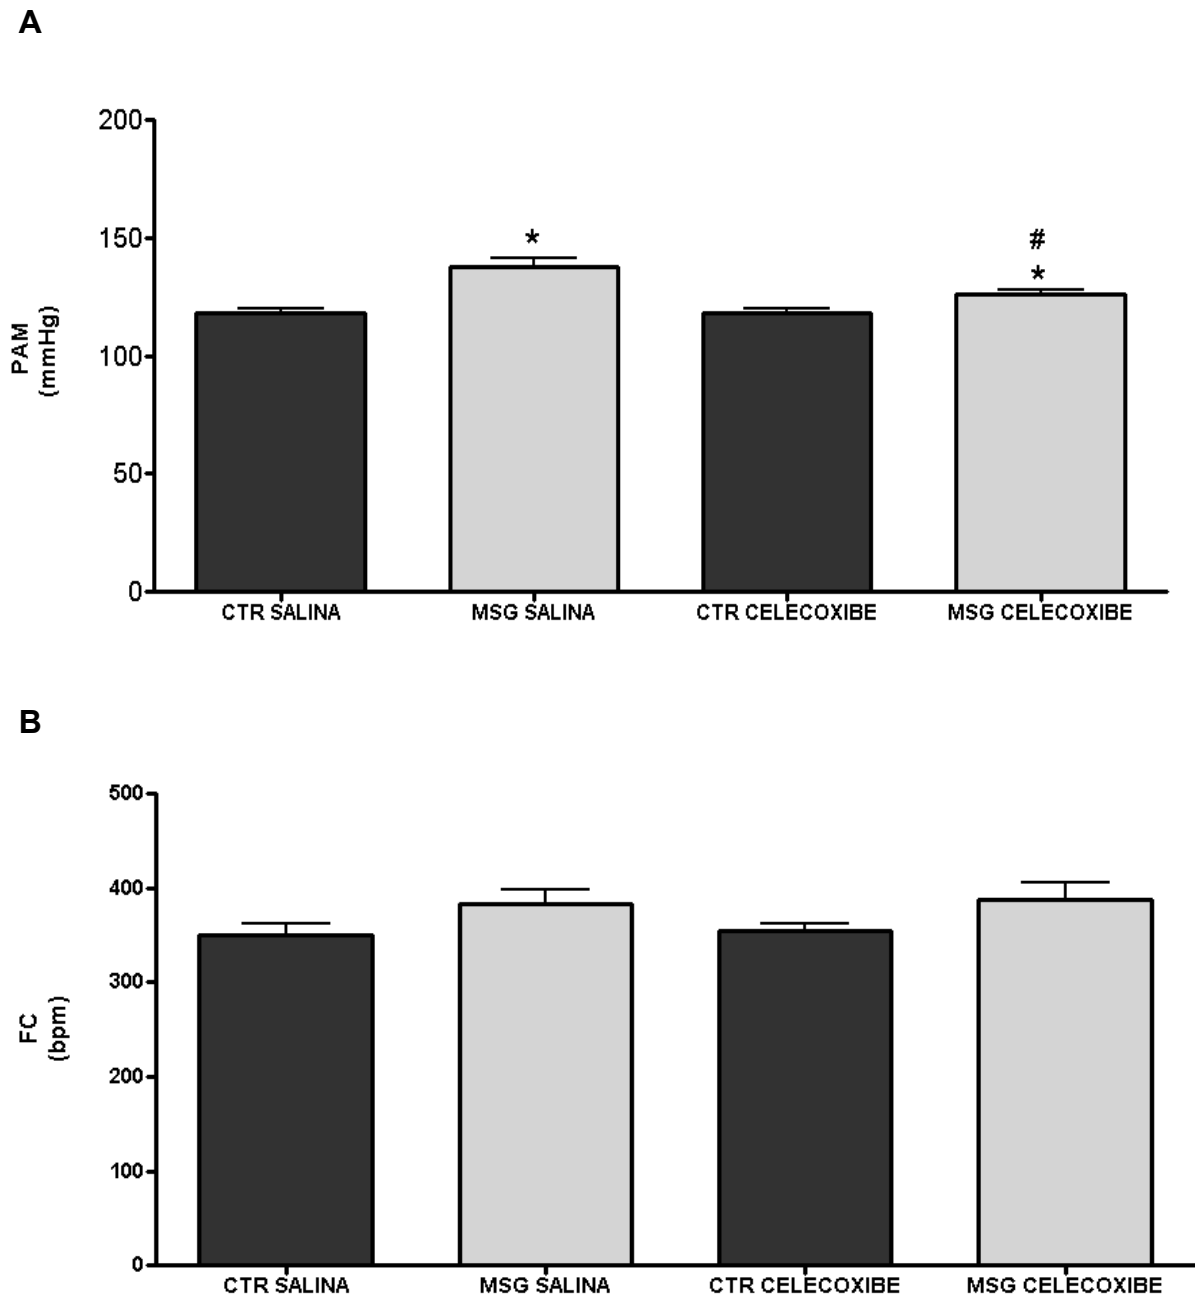 A
200
150
100
50
0
PAM
(mmHg)
*
#
*
CTR SALINA
MSG SALINA
CTR CELECOXIBE
MSG CELECOXIBE
B
500
400
300
200
100
0
FC
(bpm)
CTR SALINA
MSG SALINA
CTR CELECOXIBE
MSG CELECOXIBE